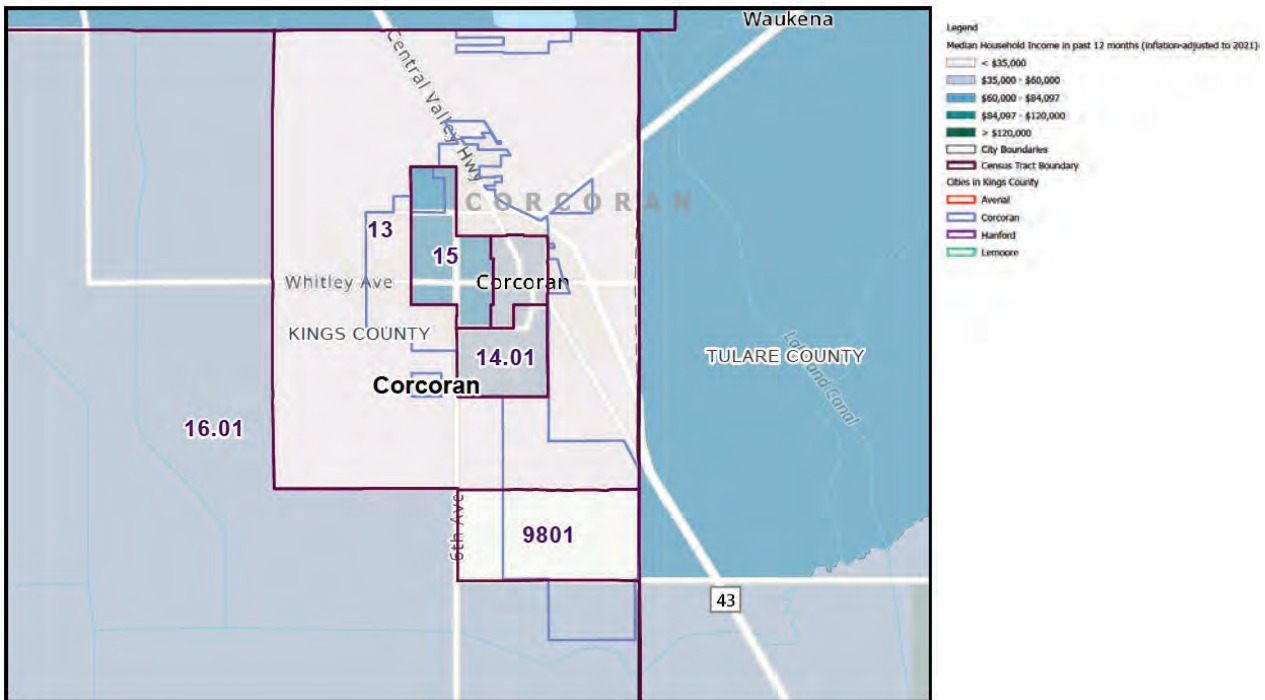 Waukena
Central Valley Hwy
CORCORAN
13
15
Whitley Ave
Corcoran
KINGS COUNTY
14.01
TULARE COUNTY
Corcoran
Lakeland Canal
16.01
6th Ave
9801
43
Legend
Median Household Income in past 12 months (inflation-adjusted to 2021)
< $35,000
$35,000 - $60,000
$60,000 - $84,097
$84,097 - $120,000
> $120,000
City Boundaries
Census Tract Boundary
Cities in Kings County
Avenal
Corcoran
Hanford
Lemoore